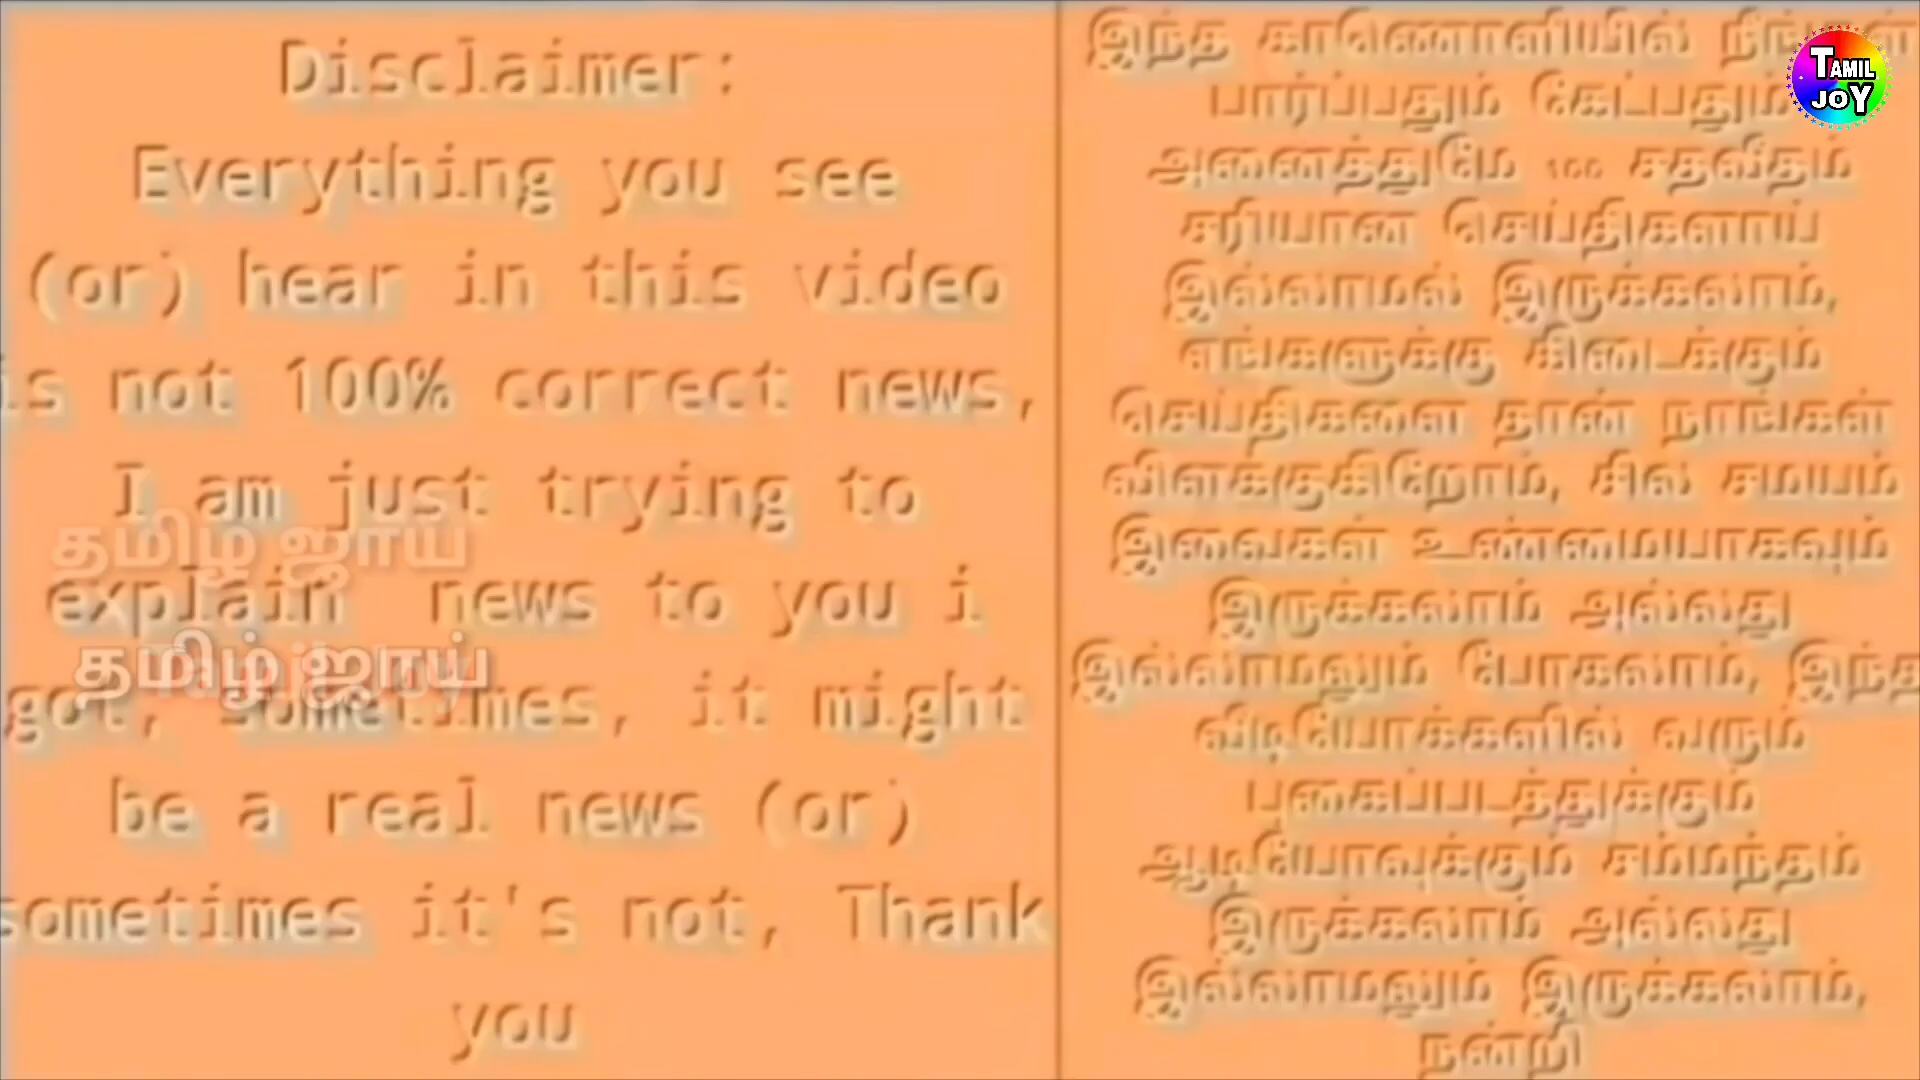 Disclaimer:
Everything you see
(or) hear in this video
is not 100% correct news,
I am just trying to
explain news to you i
got, sometimes, it might
be a real news (or)
sometimes it's not, Thank
you
தமிழ் ஜாய்
தமிழ் ஜாய்
இந்த காணொளியில் நீங்கள்
பார்ப்பதும் கேட்பதும்
அனைத்துமே 100 சதவீதம்
சரியான செய்திகளாய்
இல்லாமல் இருக்கலாம்,
எங்களுக்கு கிடைக்கும்
செய்திகளை தான் நாங்கள்
விளக்குகிறோம், சில சமயம்
இவைகள் உண்மையாகவும்
இருக்கலாம் அல்லது
இல்லாமலும் போகலாம், இந்த
வீடியோக்களில் வரும்
புகைப்படத்துக்கும்
ஆடியோவுக்கும் சம்மந்தம்
இருக்கலாம் அல்லது
இல்லாமலும் இருக்கலாம்,
நன்றி
TAMIL
JOY